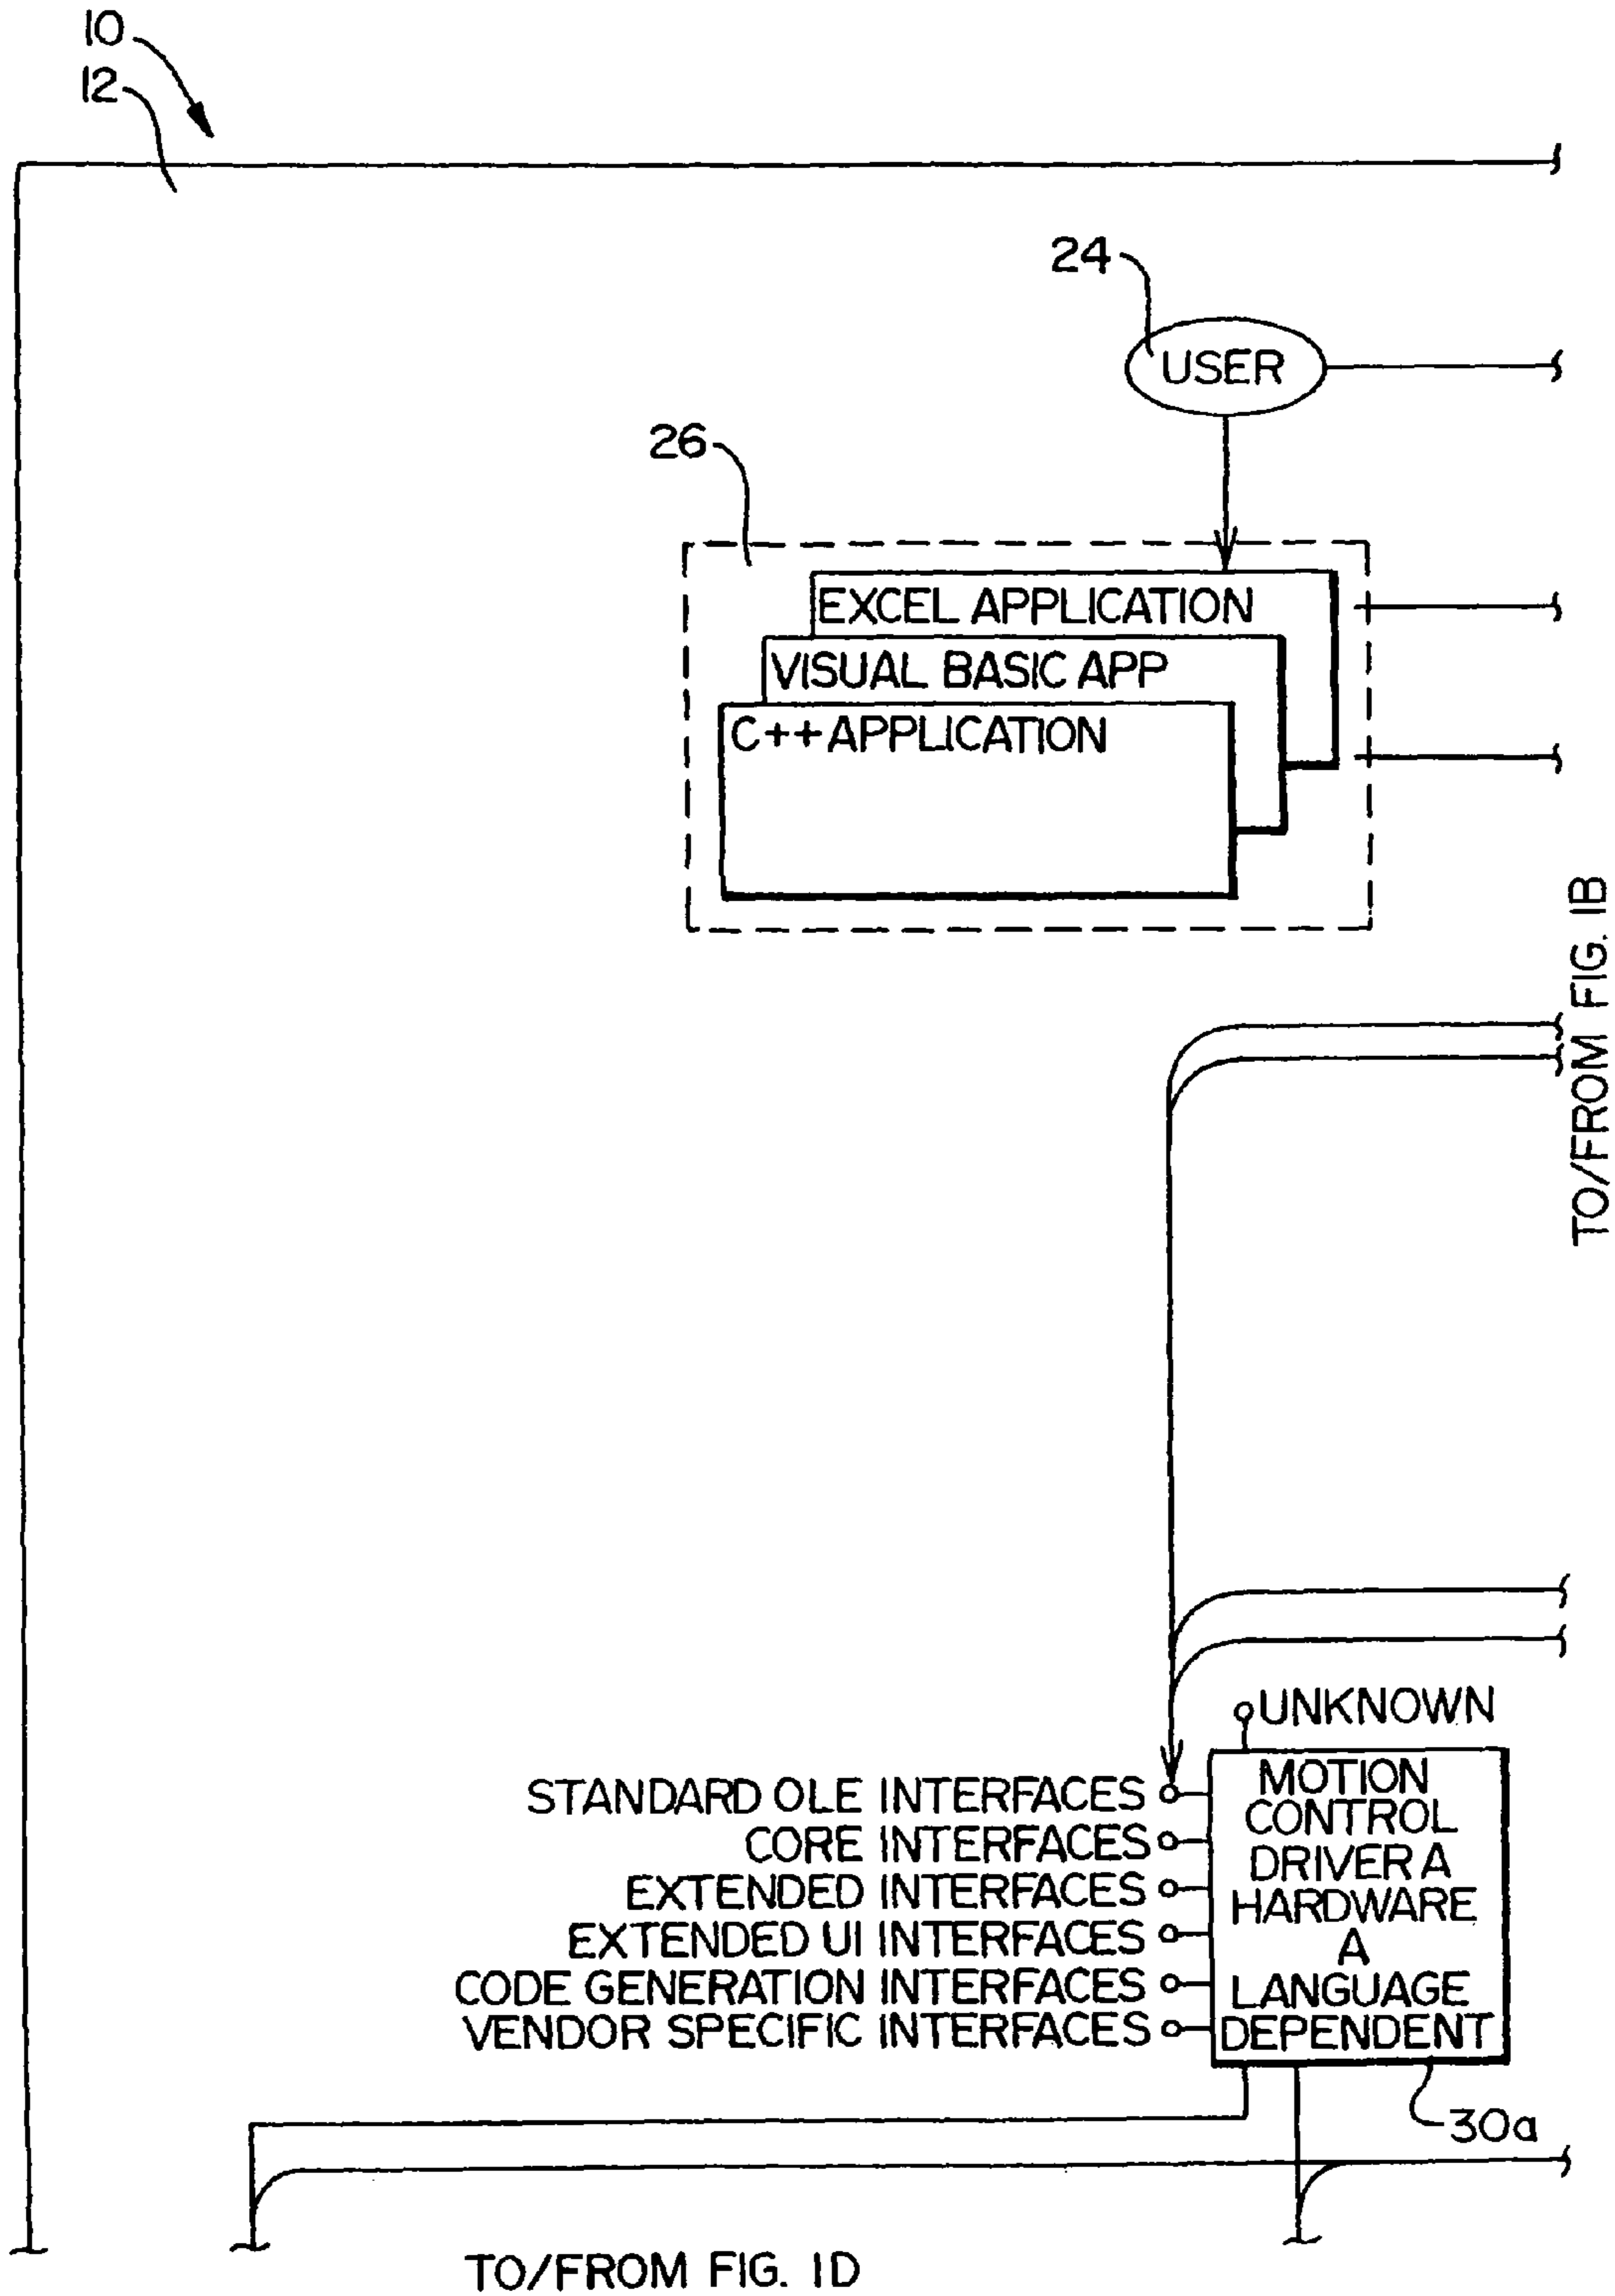 10
12
24
USER
26
EXCEL APPLICATION
VISUAL BASIC APP
C++ APPLICATION
TO/FROM FIG. 1B
UNKNOWN
STANDARD OLE INTERFACES
CORE INTERFACES
EXTENDED INTERFACES
EXTENDED UI INTERFACES
CODE GENERATION INTERFACES
VENDOR SPECIFIC INTERFACES
MOTION
CONTROL
DRIVER A
HARDWARE
A
LANGUAGE
DEPENDENT
30a
TO/FROM FIG. 1D